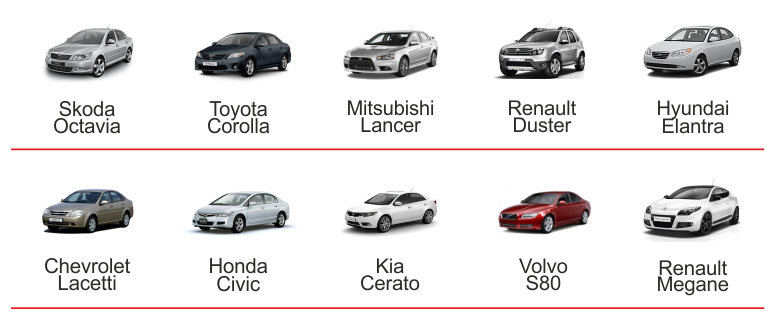 Skoda
Octavia
Toyota
Corolla
Mitsubishi
Lancer
Renault
Duster
Hyundai
Elantra
Chevrolet
Lacetti
Honda
Civic
Kia
Cerato
Volvo
S80
Renault
Megane